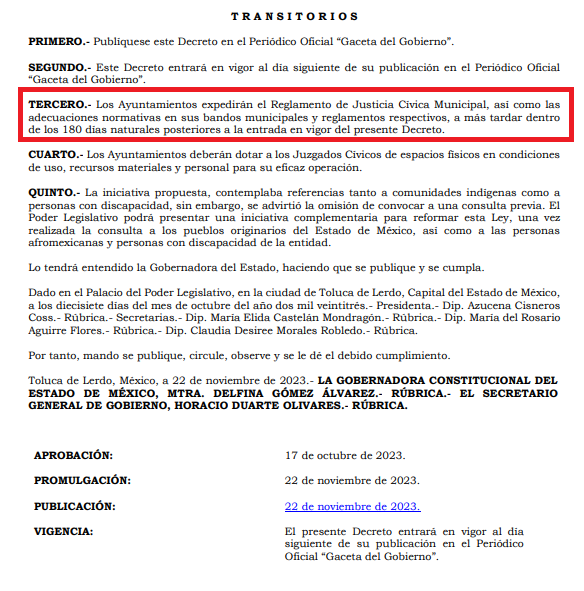 T R A N S I T O R I O S
PRIMERO.- Publíquese este Decreto en el Periódico Oficial “Gaceta del Gobierno”.
SEGUNDO.- Este Decreto entrará en vigor al día siguiente de su publicación en el Periódico Oficial
“Gaceta del Gobierno”.
TERCERO.- Los Ayuntamientos expedirán el Reglamento de Justicia Cívica Municipal, así como las
adecuaciones normativas en sus bandos municipales y reglamentos respectivos, a más tardar dentro
de los 180 días naturales posteriores a la entrada en vigor del presente Decreto.
CUARTO.- Los Ayuntamientos deberán dotar a los Juzgados Cívicos de espacios físicos en condiciones
de uso, recursos materiales y personal para su eficaz operación.
QUINTO.- La iniciativa propuesta, contemplaba referencias tanto a comunidades indígenas como a
personas con discapacidad, sin embargo, se advirtió la omisión de convocar a una consulta previa. El
Poder Legislativo podrá presentar una iniciativa complementaria para reformar esta Ley, una vez
realizada la consulta a los pueblos originarios del Estado de México, así como a las personas
afromexicanas y personas con discapacidad de la entidad.
Lo tendrá entendido la Gobernadora del Estado, haciendo que se publique y se cumpla.
Dado en el Palacio del Poder Legislativo, en la ciudad de Toluca de Lerdo, Capital del Estado de México,
a los diecisiete días del mes de octubre del año dos mil veintitrés.- Presidenta.- Dip. Azucena Cisneros
Coss.- Rúbrica.- Secretarias.- Dip. María Elida Castelán Mondragón.- Rúbrica.- Dip. María del Rosario
Aguirre Flores.- Rúbrica.- Dip. Claudia Desiree Morales Robledo.- Rúbrica.
Por tanto, mando se publique, circule, observe y se le dé el debido cumplimiento.
Toluca de Lerdo, México, a 22 de noviembre de 2023.- LA GOBERNADORA CONSTITUCIONAL DEL
ESTADO DE MÉXICO, MTRA. DELFINA GÓMEZ ÁLVAREZ.- RÚBRICA.- EL SECRETARIO
GENERAL DE GOBIERNO, HORACIO DUARTE OLIVARES.- RÚBRICA.
APROBACIÓN: 17 de octubre de 2023.
PROMULGACIÓN: 22 de noviembre de 2023.
PUBLICACIÓN: 22 de noviembre de 2023.
VIGENCIA: El presente Decreto entrará en vigor al día
siguiente de su publicación en el Periódico
Oficial “Gaceta del Gobierno”.